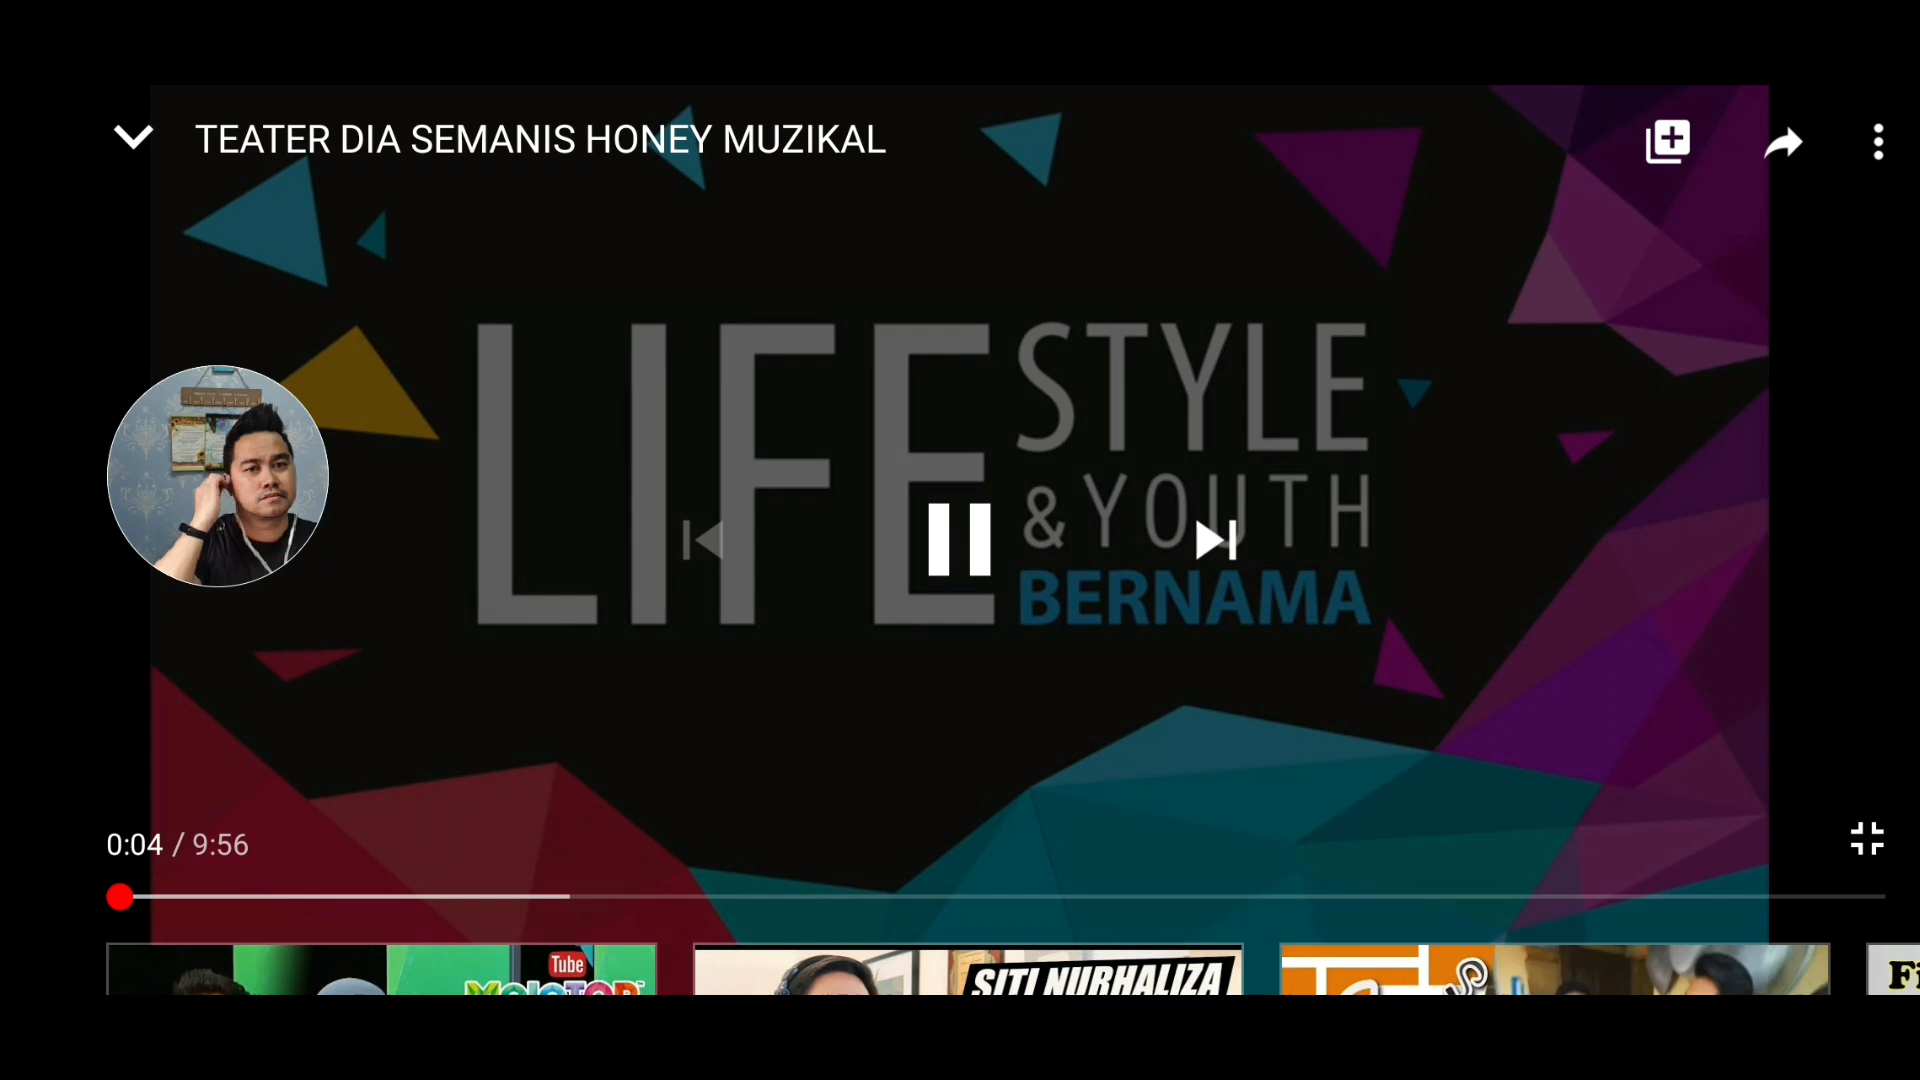 TEATER DIA SEMANIS HONEY MUZIKAL
LIFE STYLE
& YOUTH
BERNAMA
0:04 / 9:56
Tube
SITI NURHALIZA